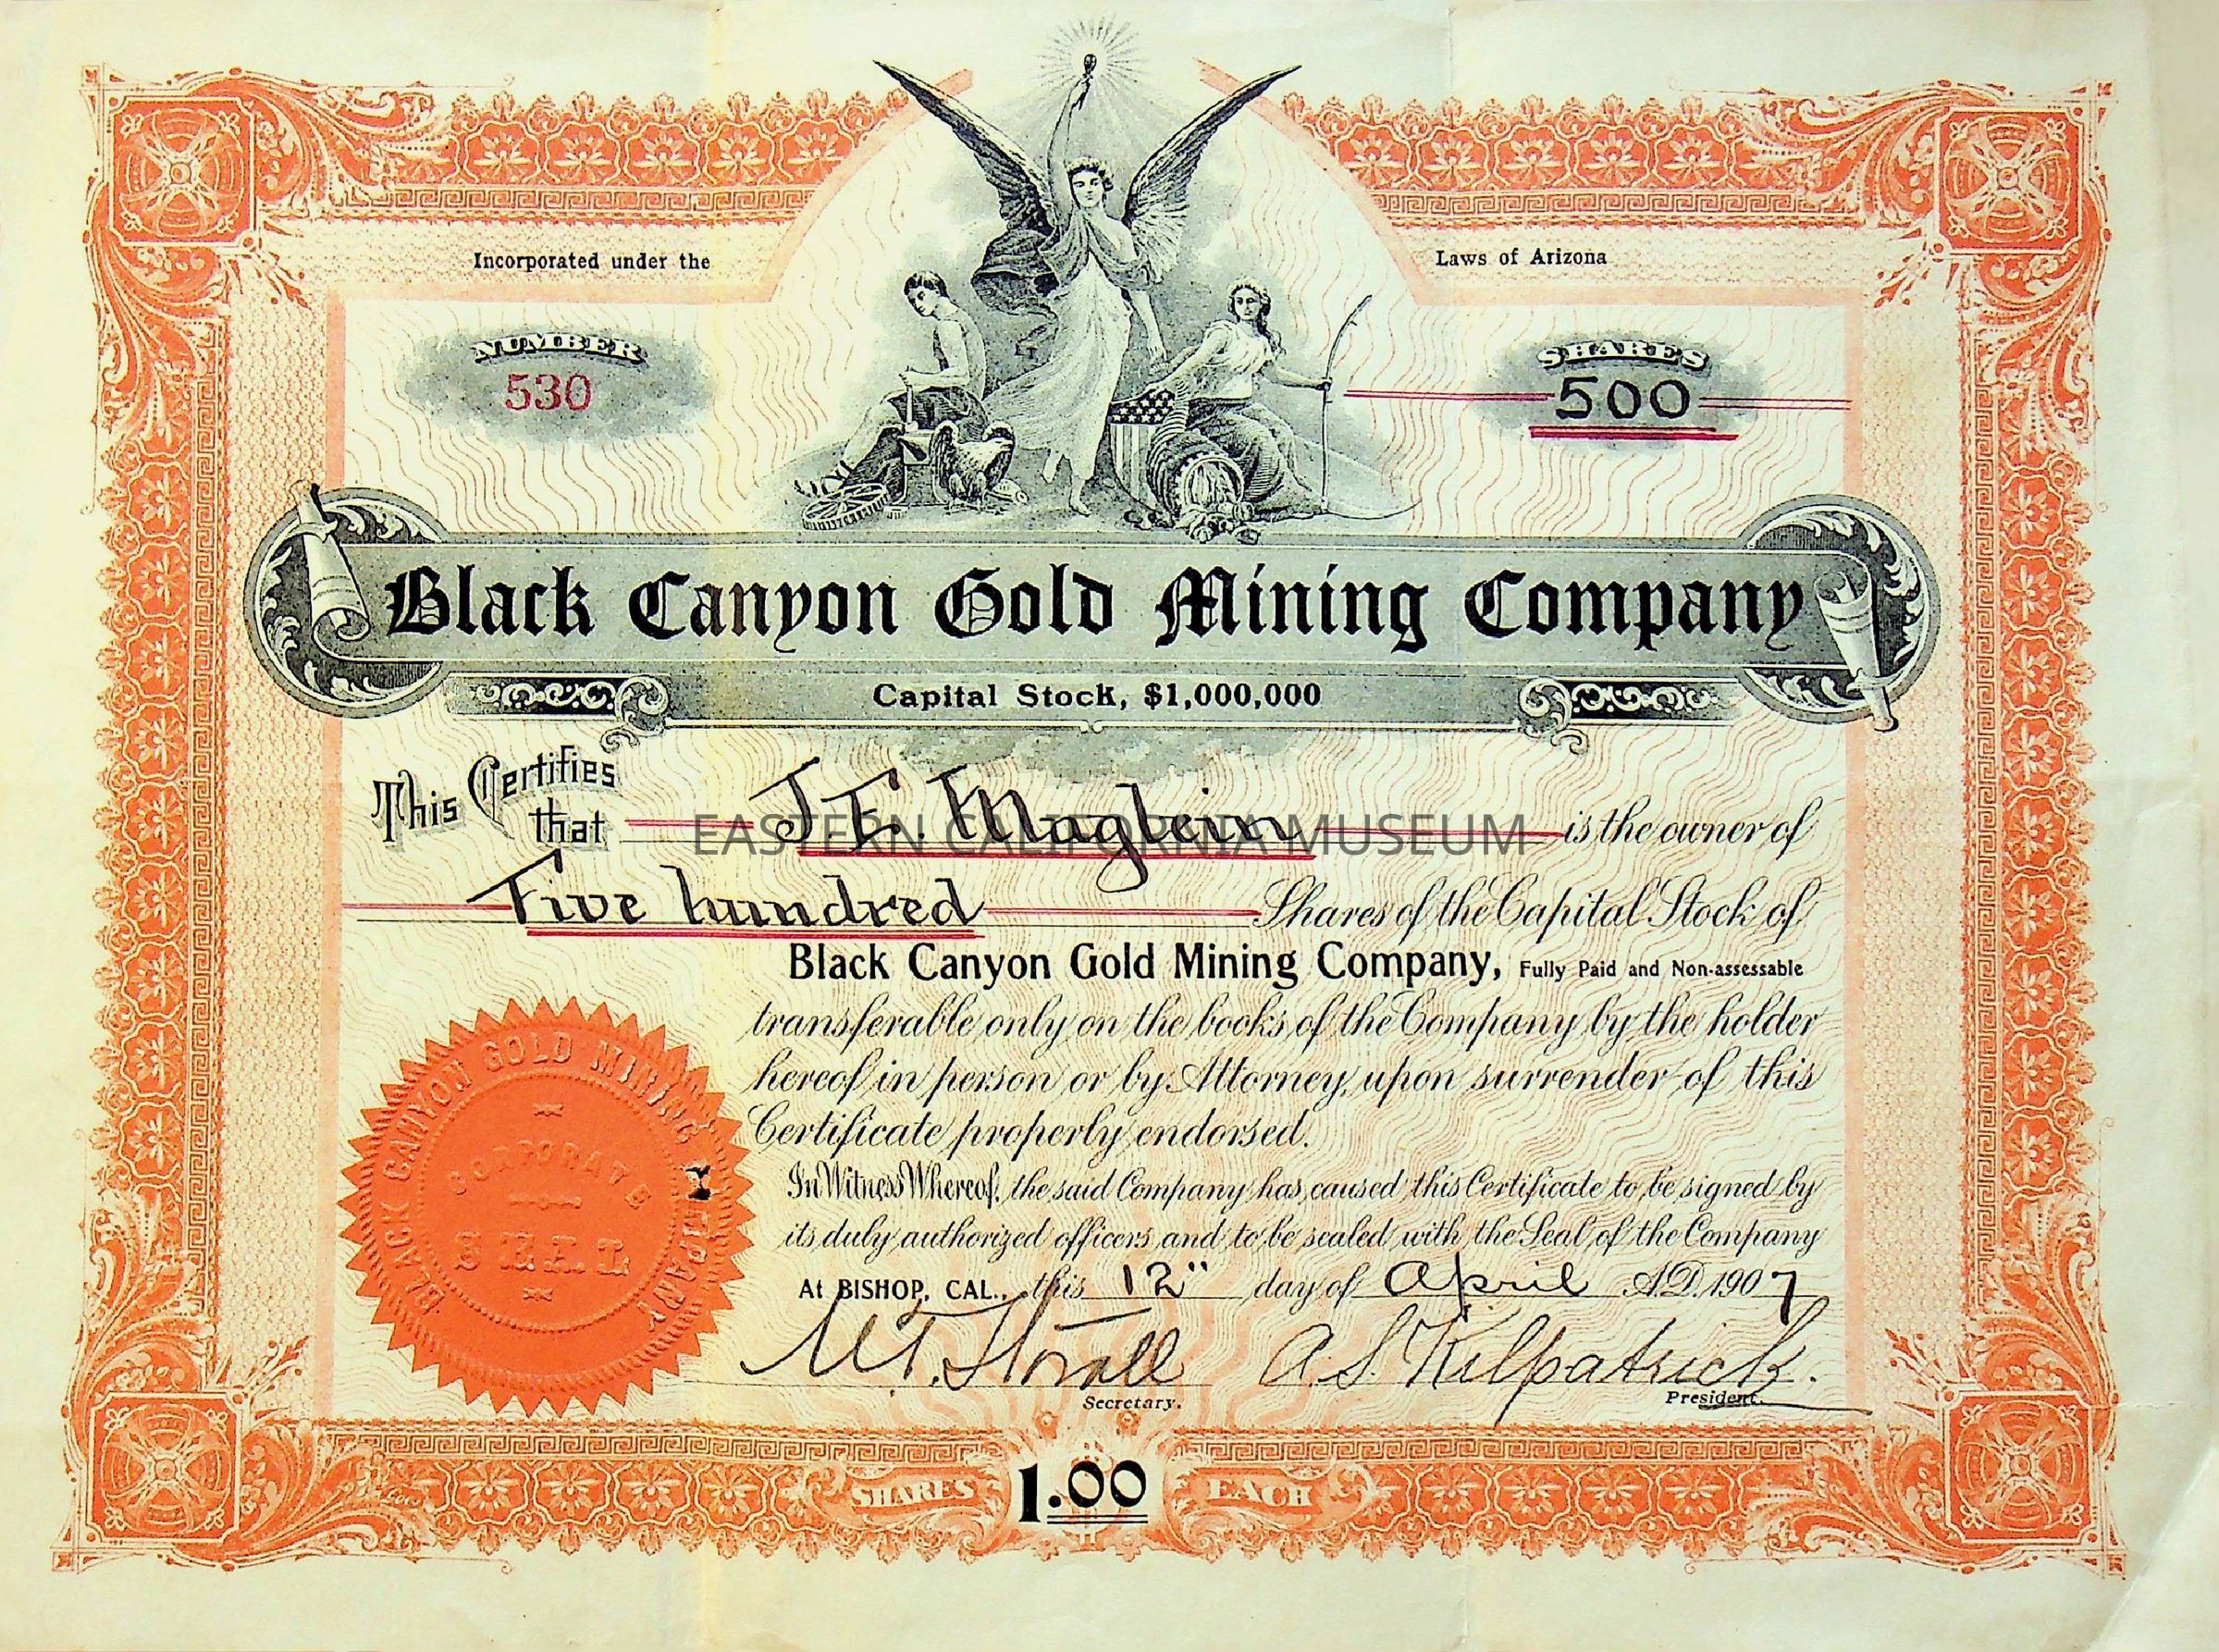 Incorporated under the
Laws of Arizona
NUMBER
530
SHARES
500
Black Canyon Gold Mining Company
Capital Stock, $1,000,000
This Certifies that J. E. Maglein is the owner of
Five hundred Shares of the Capital Stock of
Black Canyon Gold Mining Company, Fully Paid and Non-assessable
transferable only on the books of the Company by the holder
hereof in person or by Attorney, upon surrender of this
Certificate properly endorsed.
In Witness Whereof, the said Company has caused this Certificate to be signed by
its duly authorized officers and to be sealed with the Seal of the Company
At BISHOP, CAL., this 12" day of April A.D. 1907
A. S. Kilpatrick.
Secretary.
President.
BLACK CANYON GOLD MINING COMPANY
CORPORATE
SEAL
SHARES 1.00 EACH
EASTERN CALIFORNIA MUSEUM